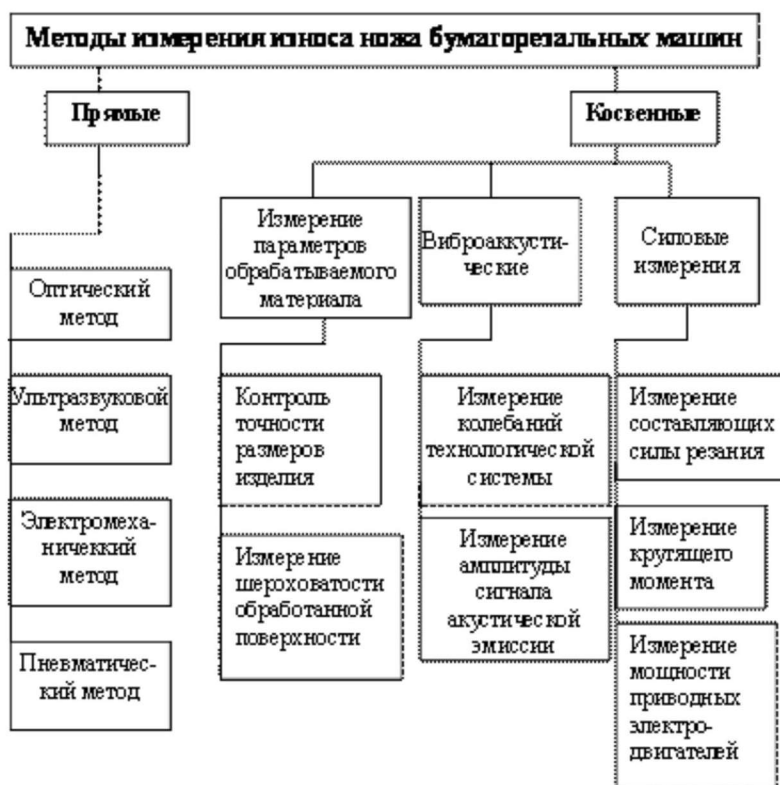 Методы измерения износа ножа бумагорезальных машин
Прямые
Косвенные
Оптический
метод
Ультразвуковой
метод
Электромеха-
ничеккий
метод
Пневматичес-
кий метод
Измерение
параметров
обрабатываемого
материала
Контроль
точности
размеров
изделия
Измерение
шероховатости
обработанной
поверхности
Виброаккусти-
ческие
Измерение
колебаний
технологической
системы
Измерение
амплитуды
сигнала
акустической
эмиссии
Силовые
измерения
Измерение
составляющих
силы резания
Измерение
крутящего
момента
Измерение
мощности
приводных
электро-
двигателей